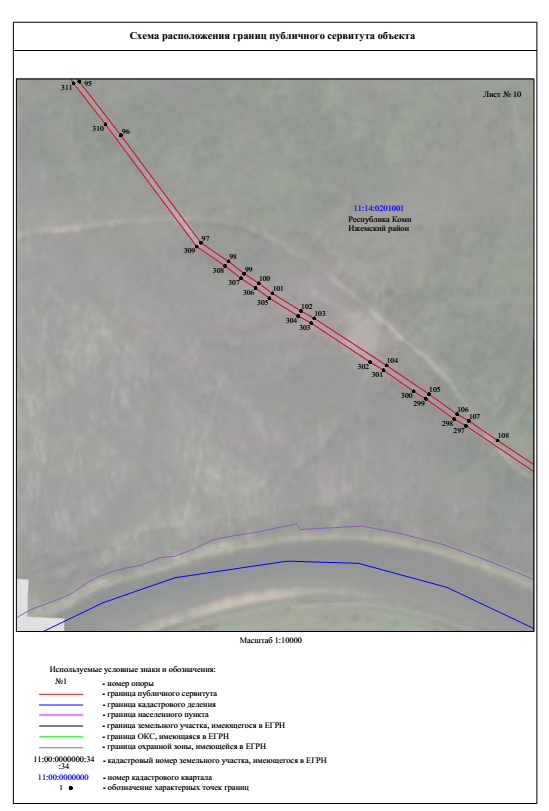 Схема расположения границ публичного сервитута объекта
Лист № 10
311
95
310
96
97
309
98
308
99
307
100
306
101
305
102
304
103
303
11:14:0201001
Республика Коми
Ижемский район
104
302
301
105
300
299
106
107
298
297
108
Масштаб 1:10000
Используемые условные знаки и обозначения:
№1 - номер опоры
- граница публичного сервитута
- граница кадастрового деления
- граница населенного пункта
- граница земельного участка, имеющегося в ЕГРН
- граница ОКС, имеющаяся в ЕГРН
- граница охранной зоны, имеющейся в ЕГРН
11:00:0000000:34 - кадастровый номер земельного участка, имеющегося в ЕГРН
:34
11:00:0000000 - номер кадастрового квартала
1 - обозначение характерных точек границ